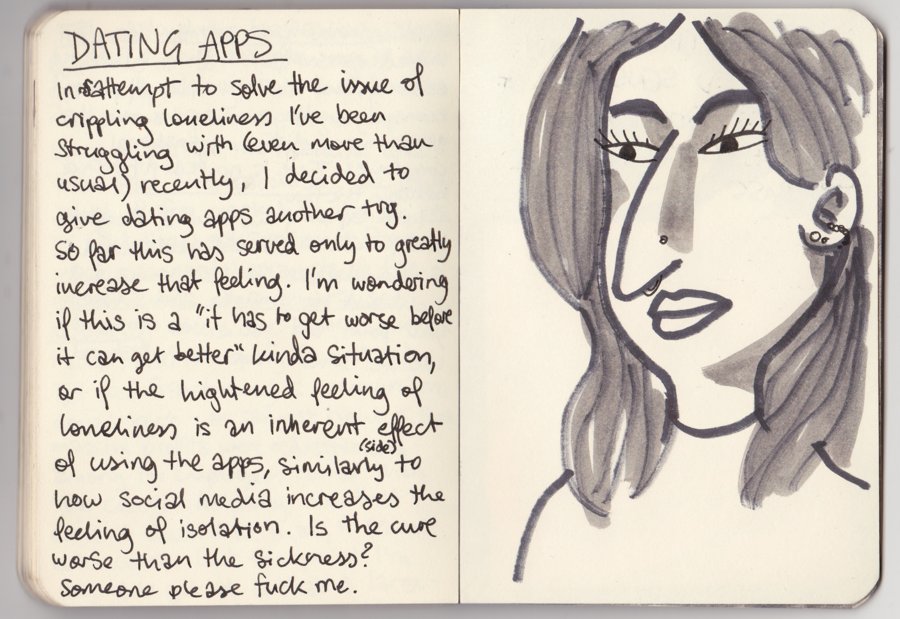 DATING APPS
In attempt to solve the issue of
crippling loneliness I've been
struggling with (even more than
usual) recently, I decided to
give dating apps another try.
So far this has served only to greatly
increase that feeling. I'm wondering
if this is a "it has to get worse before
it can get better" kinda situation,
or if the hightened feeling of
loneliness is an inherent effect
(side)
of using the apps, similarly to
how social media increases the
feeling of isolation. Is the cure
worse than the sickness?
Someone please fuck me.